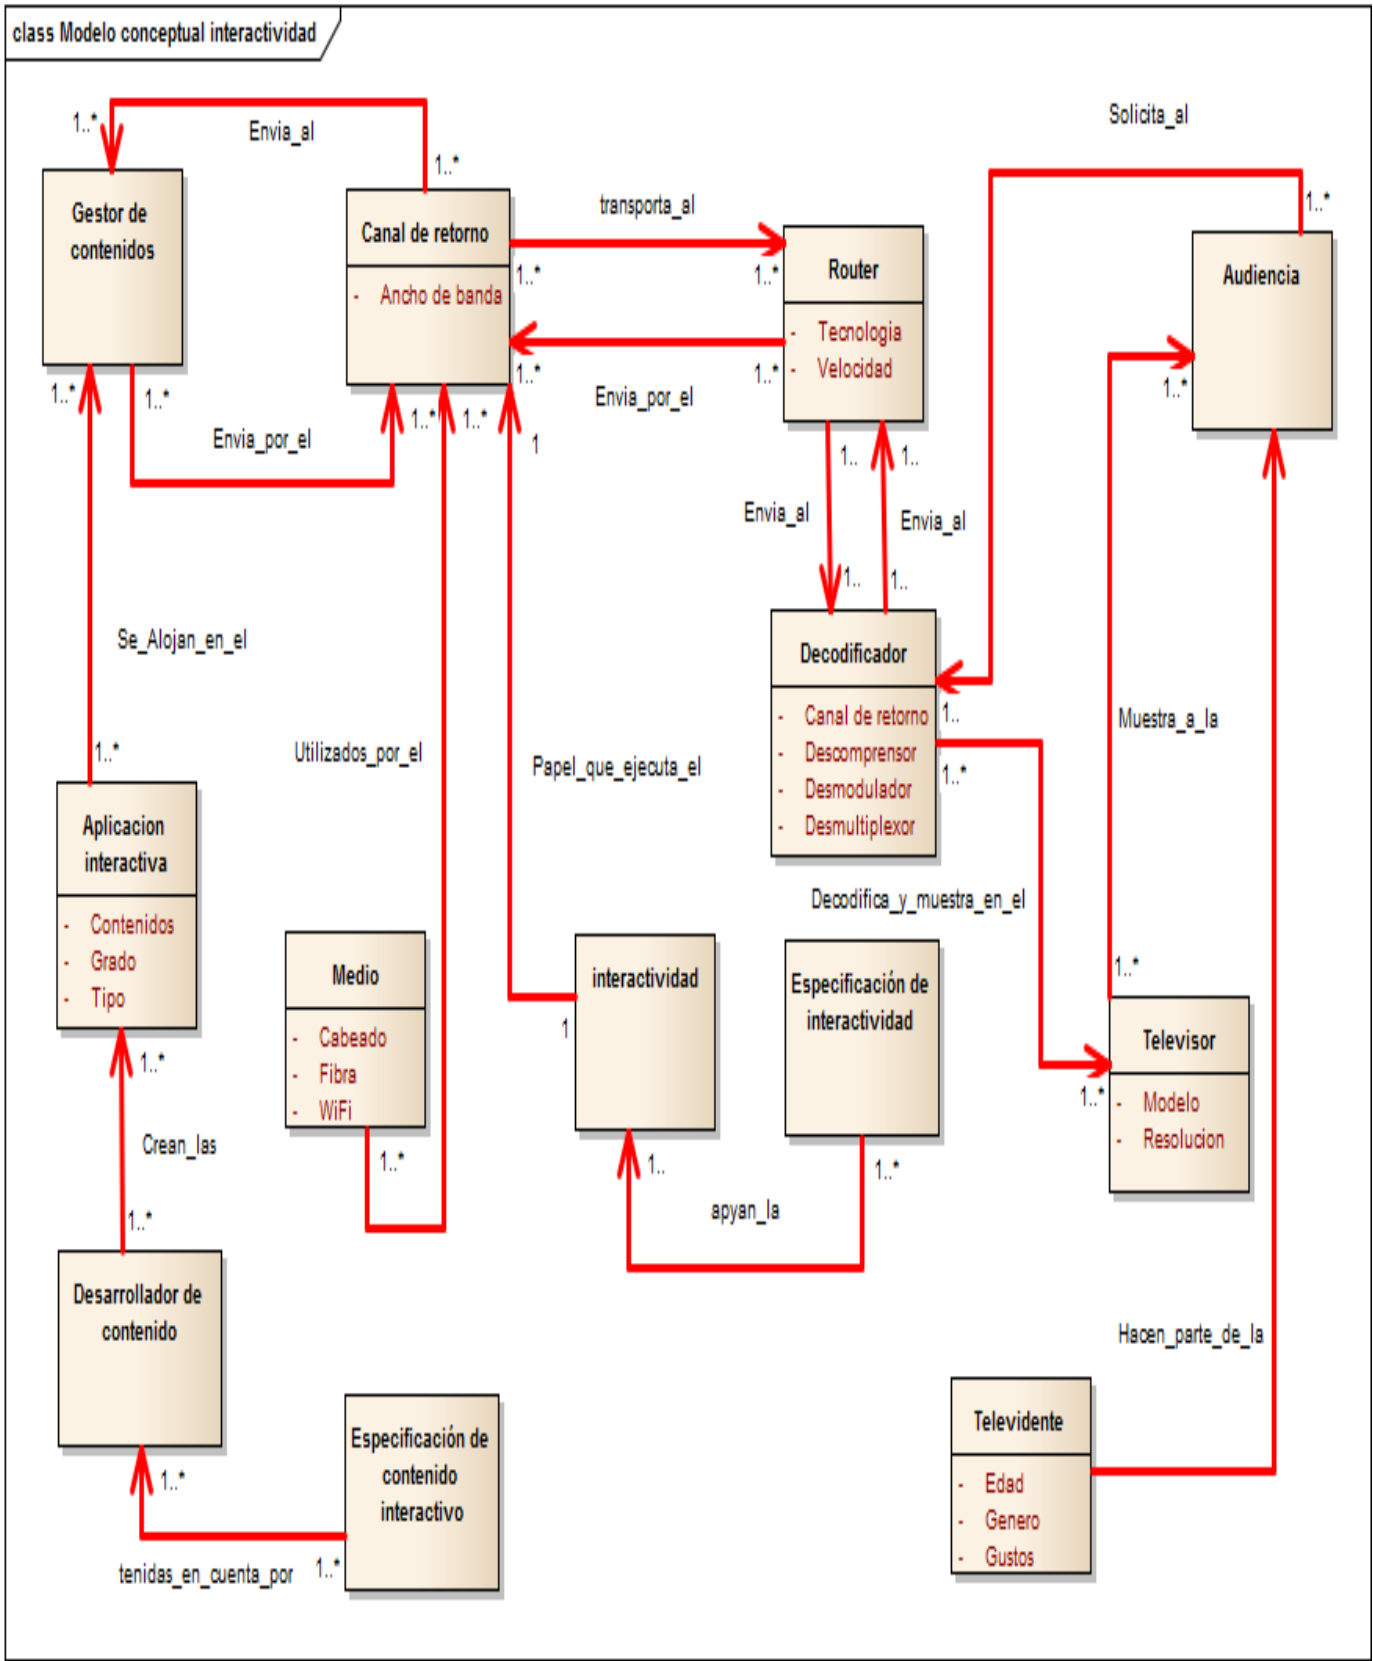 class Modelo conceptual interactividad
Solicita_al
1..*
Envia_al
1..*
1..*
transporta_al
1..*
Gestor de
contenidos
Canal de retorno
- Ancho de banda
1..*
1..*
Router
- Tecnologia
- Velocidad
Audiencia
1..*
1..*
1..*
1..*
1..*
Envia_por_el
1..*
1..*
1
Envia_por_el
1..
1..
Envia_al
Envia_al
1..
1..
Se_Alojan_en_el
Decodificador
- Canal de retorno
- Descomprensor
- Desmodulador
- Desmultiplexor
1..
1..*
Muestra_a_la
1..*
Utilizados_por_el
Papel_que_ejecuta_el
Aplicacion
interactiva
- Contenidos
- Grado
- Tipo
Decodifica_y_muestra_en_el
Medio
- Cabeado
- Fibra
- WiFi
interactividad
1
Especificación de
interactividad
1..*
Televisor
- Modelo
- Resolucion
1..*
1..*
Crean_las
1..*
1..*
1..
1..*
apyan_la
Desarrollador de
contenido
Hacen_parte_de_la
Televidente
- Edad
- Genero
- Gustos
Especificación de
contenido
interactivo
1..*
tenidas_en_cuenta_por
1..*